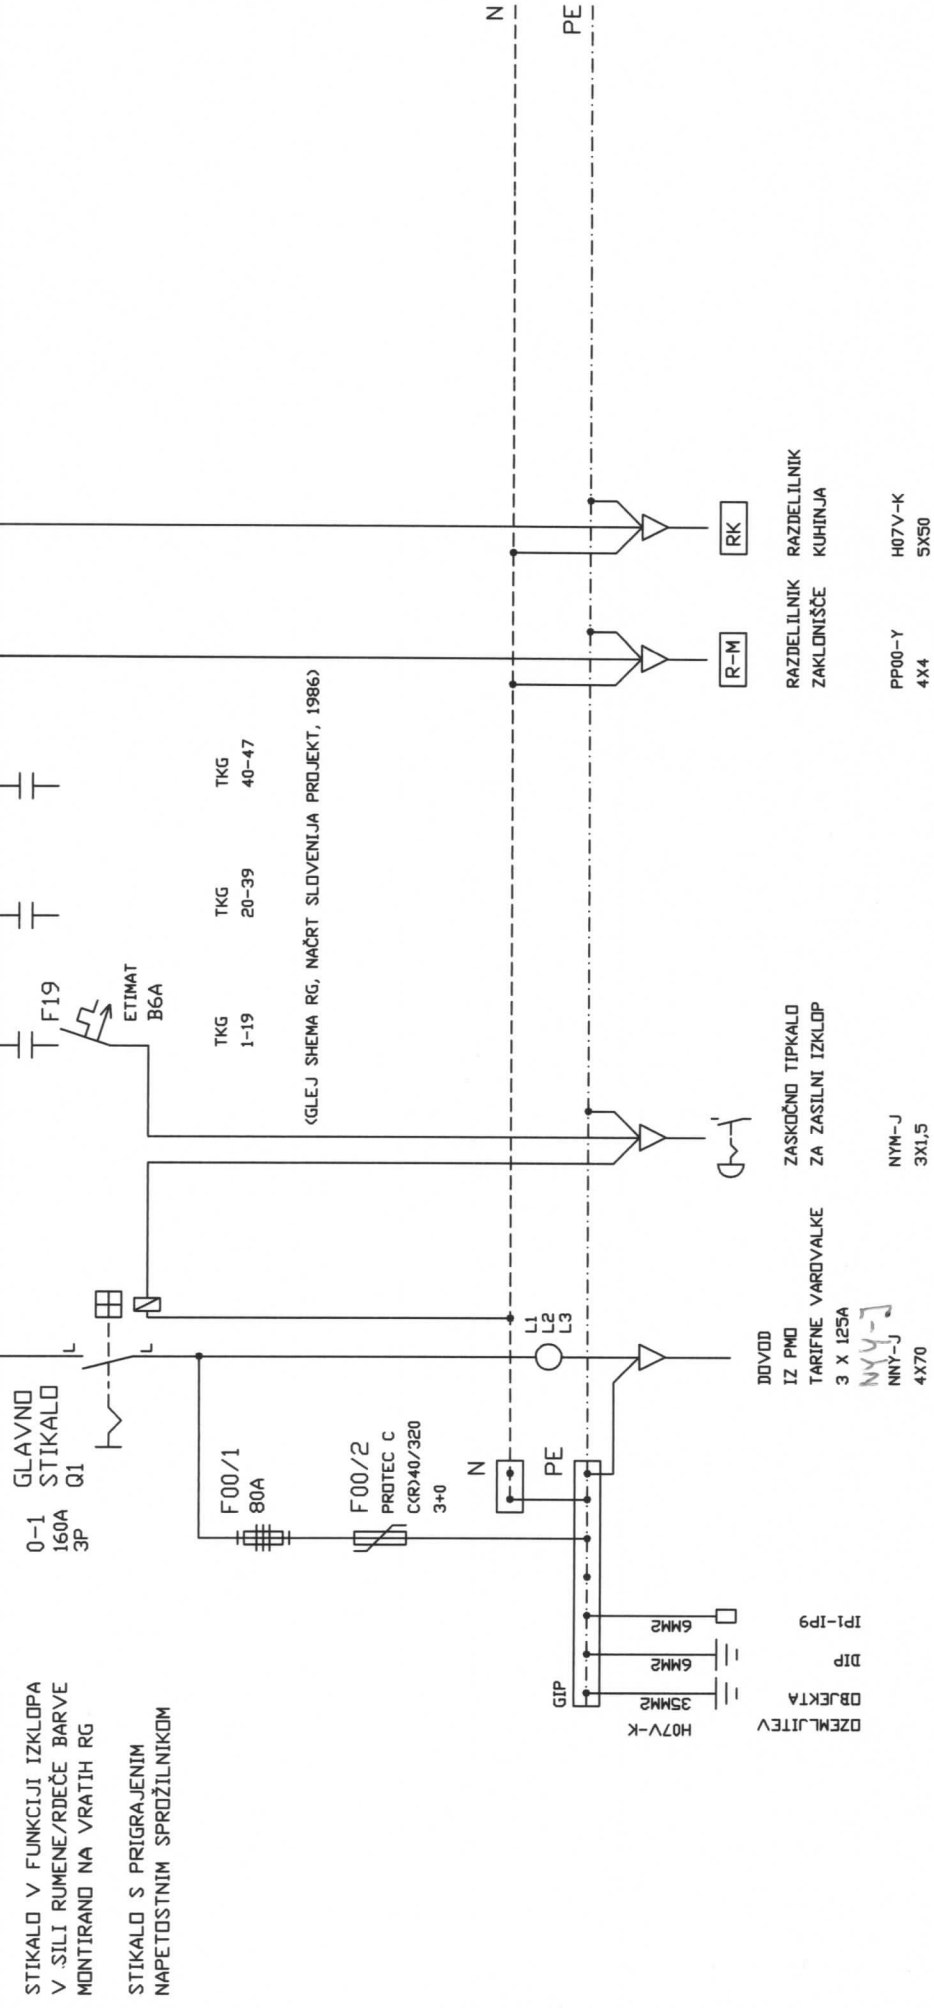 STIKALO V FUNKCIJI IZKLOPA
V SILI RUMENE/RDEČE BARVE
MONTIRANO NA VRATIH RG
STIKALO S PRIGRAJENIM
NAPETOSTNIM SPROŽILNIKOM
0-1
160A
3P
GLAVNO
STIKALO
Q1
L
L
F00/1
80A
F00/2
PROTEC C
C(R)40/320
3+0
F19
ETIMAT
B6A
TKG
1-19
TKG
20-39
TKG
40-47
(GLEJ SHEMA RG, NAČRT SLOVENIJA PROJEKT, 1986)
N
PE
N
PE
L1
L2
L3
GIP
H07V-K
35MM2
6MM2
6MM2
OZEMLJITEV
OBJEKTA
DIP
IP1-IP9
DOVOD
IZ PMO
TARIFNE VAROVALKE
3 X 125A
NYY-J
NNY-J
4X70
ZASKOČNO TIPKALO
ZA ZASILNI IZKLOP
NYM-J
3X1,5
R-M
RAZDELILNIK
ZAKLONIŠČE
PP00-Y
4X4
RK
RAZDELILNIK
KUHINJA
H07V-K
5X50